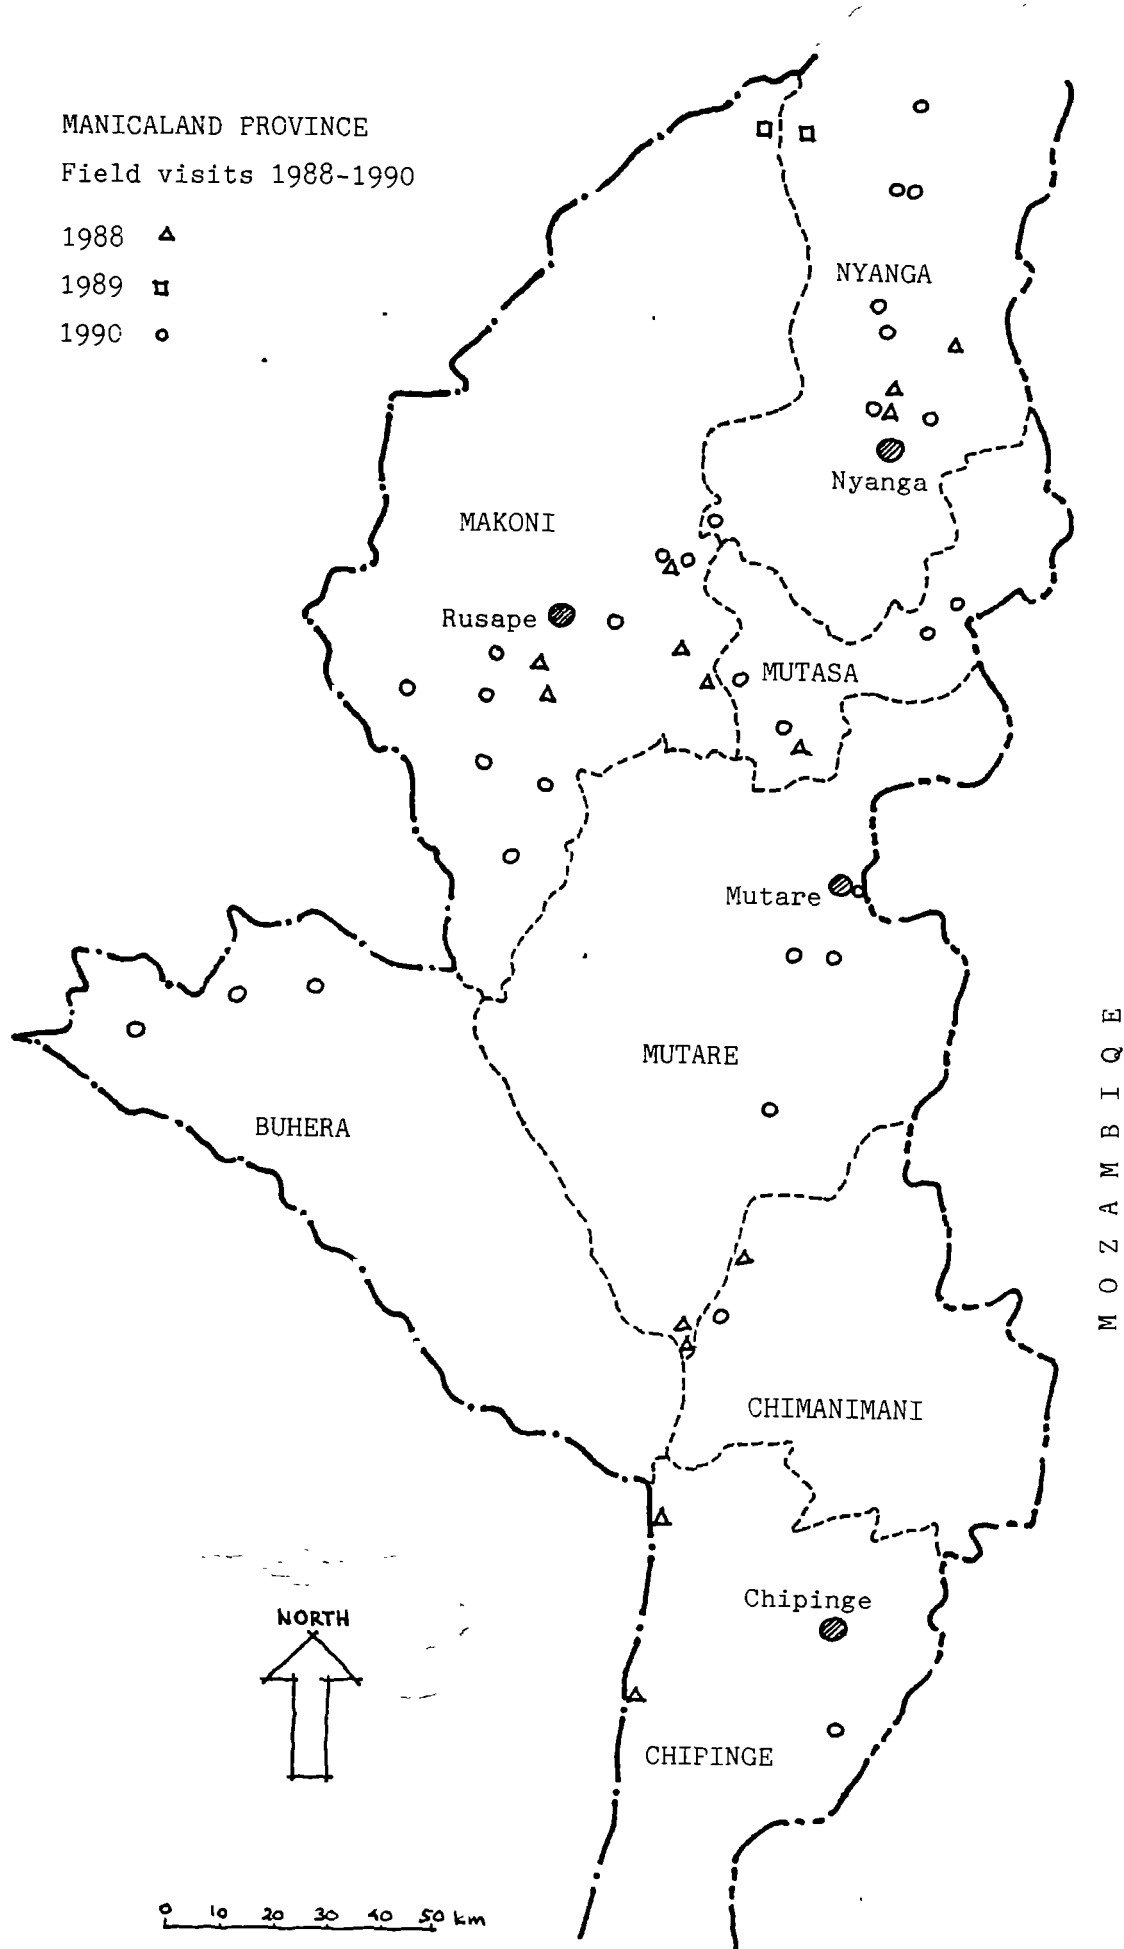 MANICALAND PROVINCE
Field visits 1988-1990
1988
1989
1990
NYANGA
Nyanga
MAKONI
Rusape
MUTASA
Mutare
MUTARE
BUHERA
MOZAMBIQUE
CHIMANIMANI
Chipinge
NORTH
CHIPINGE
0 10 20 30 40 50 km